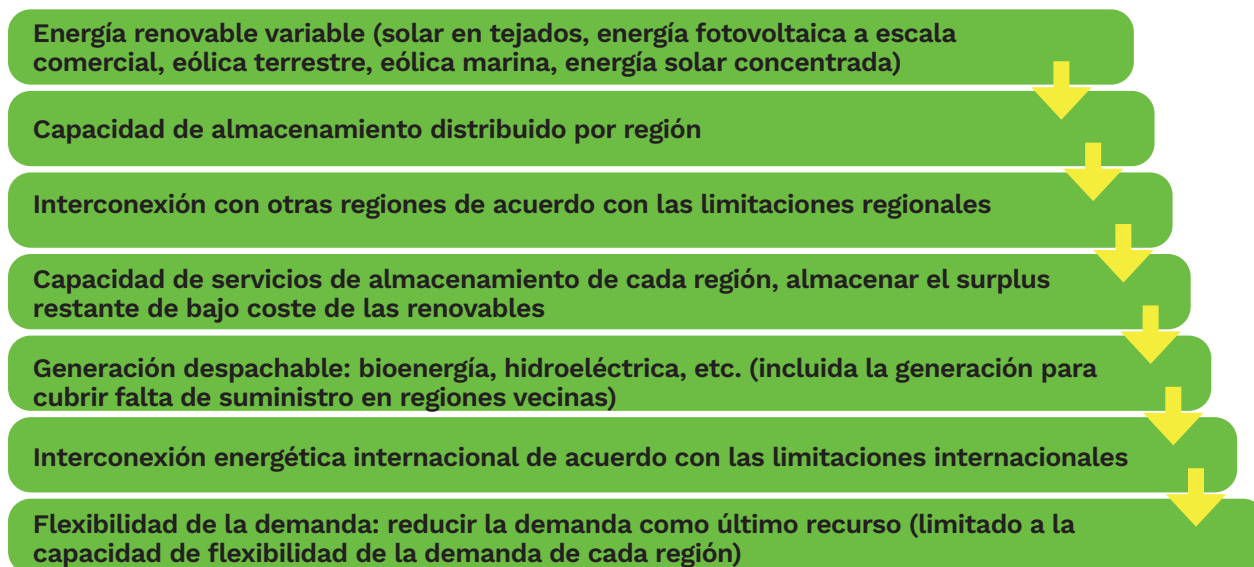 Energía renovable variable (solar en tejados, energía fotovoltaica a escala
comercial, eólica terrestre, eólica marina, energía solar concentrada)
Capacidad de almacenamiento distribuido por región
Interconexión con otras regiones de acuerdo con las limitaciones regionales
Capacidad de servicios de almacenamiento de cada región, almacenar el surplus
restante de bajo coste de las renovables
Generación despachable: bioenergía, hidroeléctrica, etc. (incluida la generación para
cubrir falta de suministro en regiones vecinas)
Interconexión energética internacional de acuerdo con las limitaciones internacionales
Flexibilidad de la demanda: reducir la demanda como último recurso (limitado a la
capacidad de flexibilidad de la demanda de cada región)